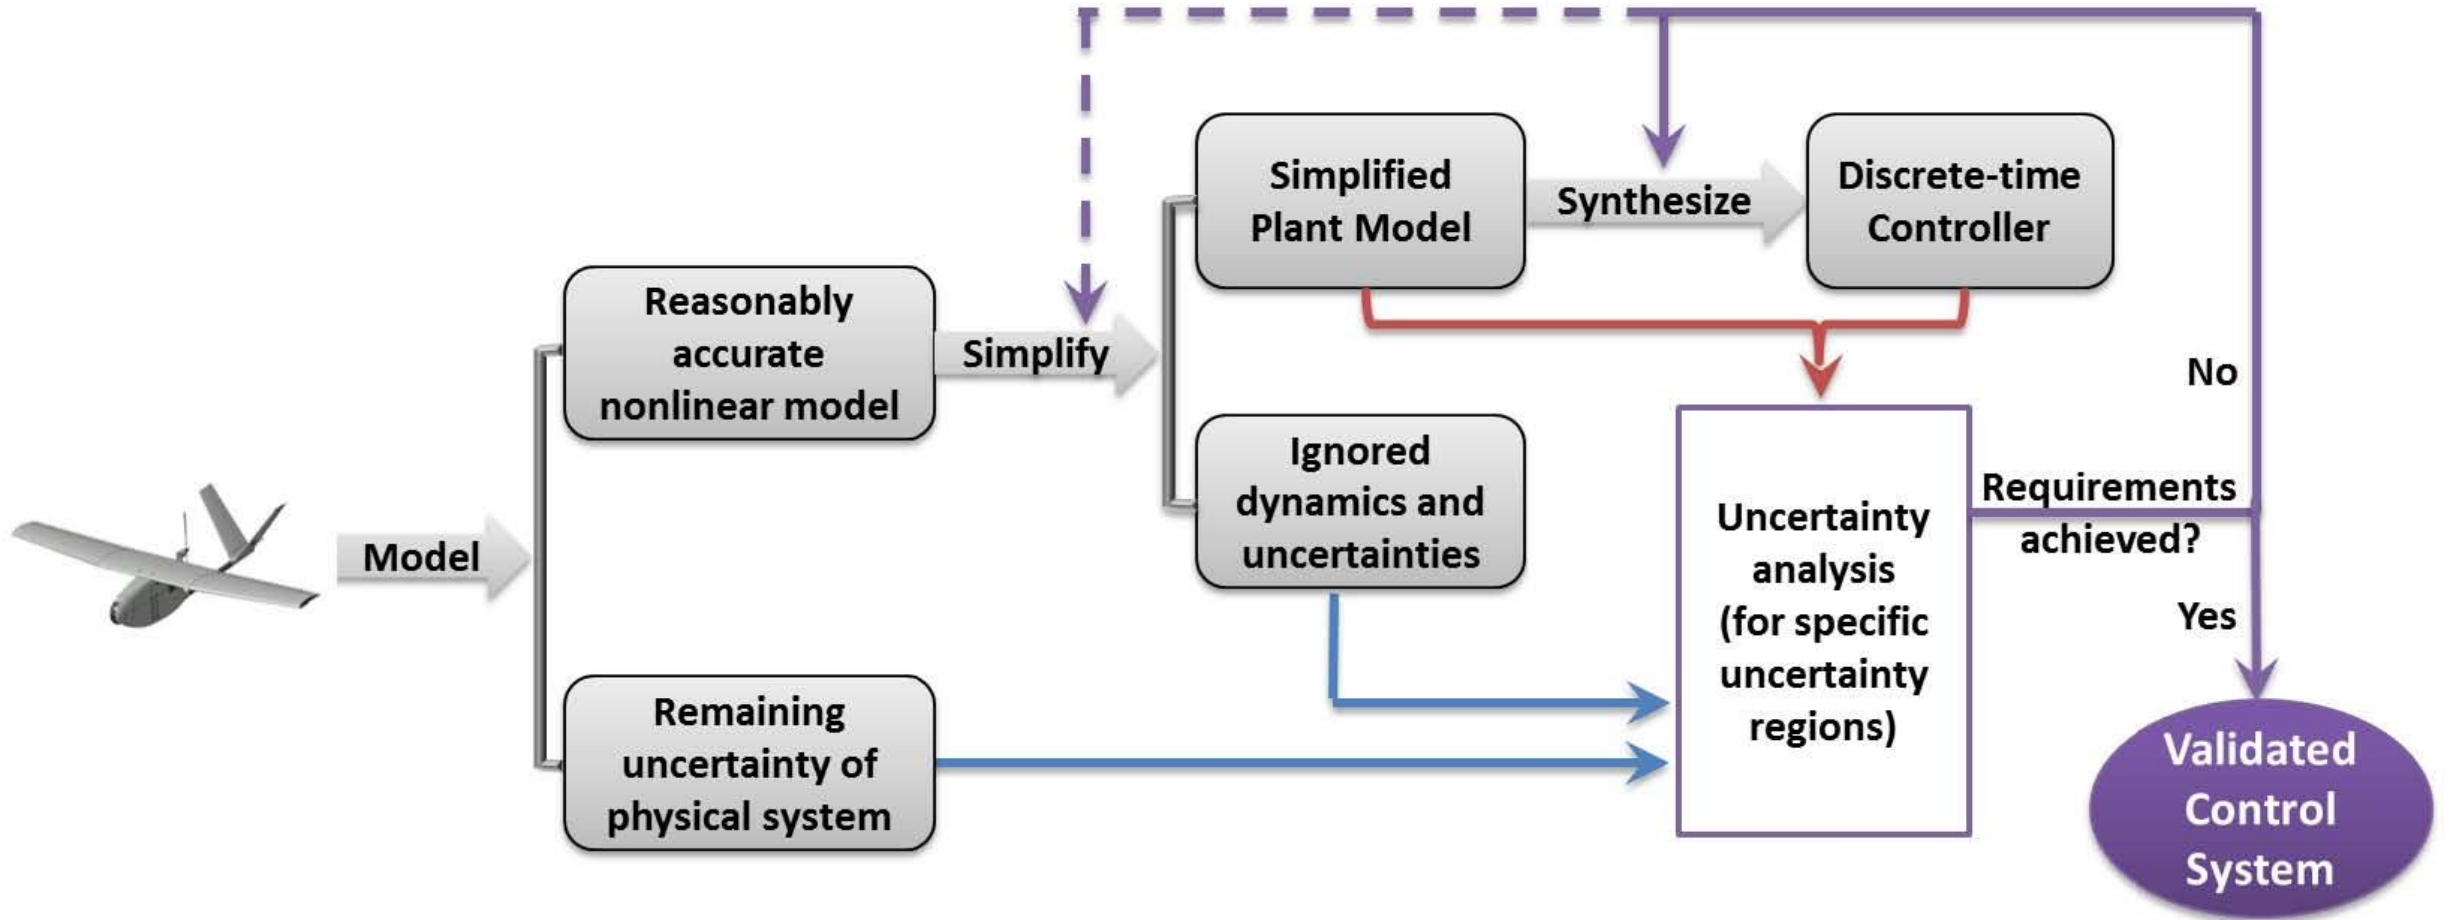 Model
Reasonably
accurate
nonlinear model
Remaining
uncertainty of
physical system
Simplify
Simplified
Plant Model
Ignored
dynamics and
uncertainties
Synthesize
Discrete-time
Controller
Uncertainty
analysis
(for specific
uncertainty
regions)
Requirements
achieved?
No
Yes
Validated
Control
System